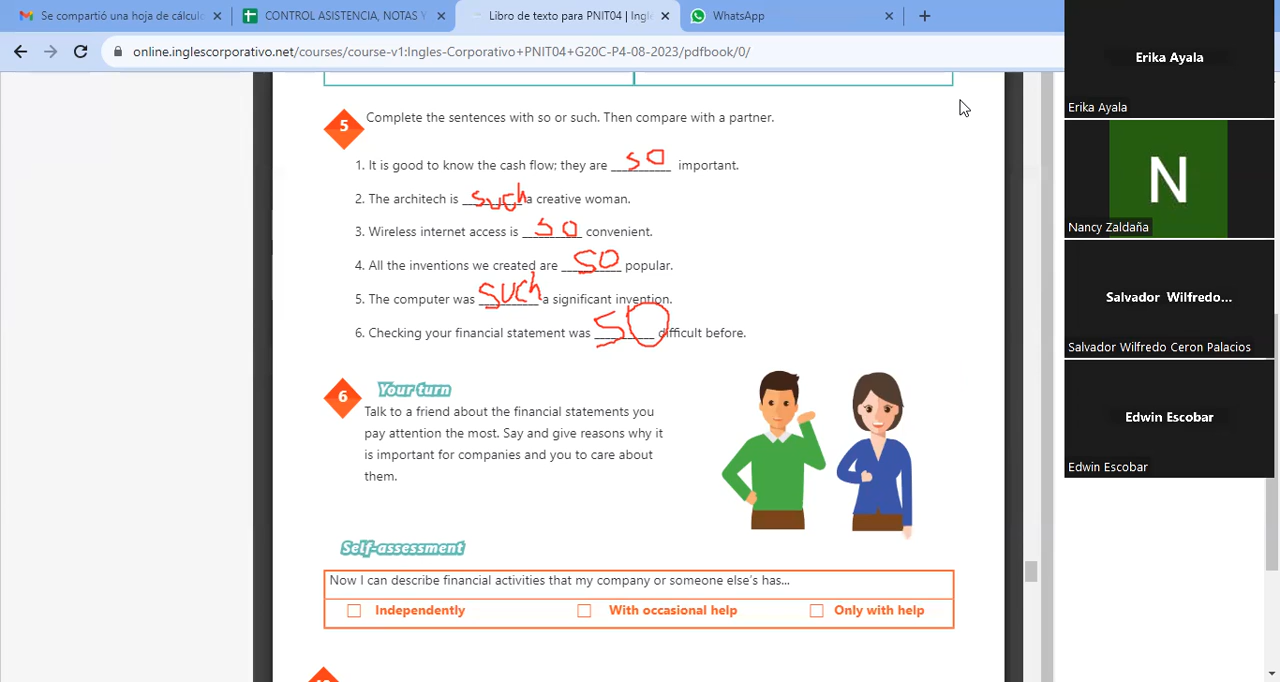 Se compartió una hoja de cálcul
CONTROL ASISTENCIA, NOTAS Y
Libro de texto para PNIT04 | Ingle
WhatsApp
online.inglescorporativo.net/courses/course-v1:Ingles-Corporativo+PNIT04+G20C-P4-08-2023/pdfbook/0/
5 Complete the sentences with so or such. Then compare with a partner.
1. It is good to know the cash flow; they are so important.
2. The architech is such a creative woman.
3. Wireless internet access is so convenient.
4. All the inventions we created are so popular.
5. The computer was such a significant invention.
6. Checking your financial statement was so difficult before.
6 Your turn
Talk to a friend about the financial statements you
pay attention the most. Say and give reasons why it
is important for companies and you to care about
them.
Self-assessment
Now I can describe financial activities that my company or someone else's has...
Independently
With occasional help
Only with help
Erika Ayala
Erika Ayala
N
Nancy Zaldaña
Salvador Wilfredo...
Salvador Wilfredo Ceron Palacios
Edwin Escobar
Edwin Escobar